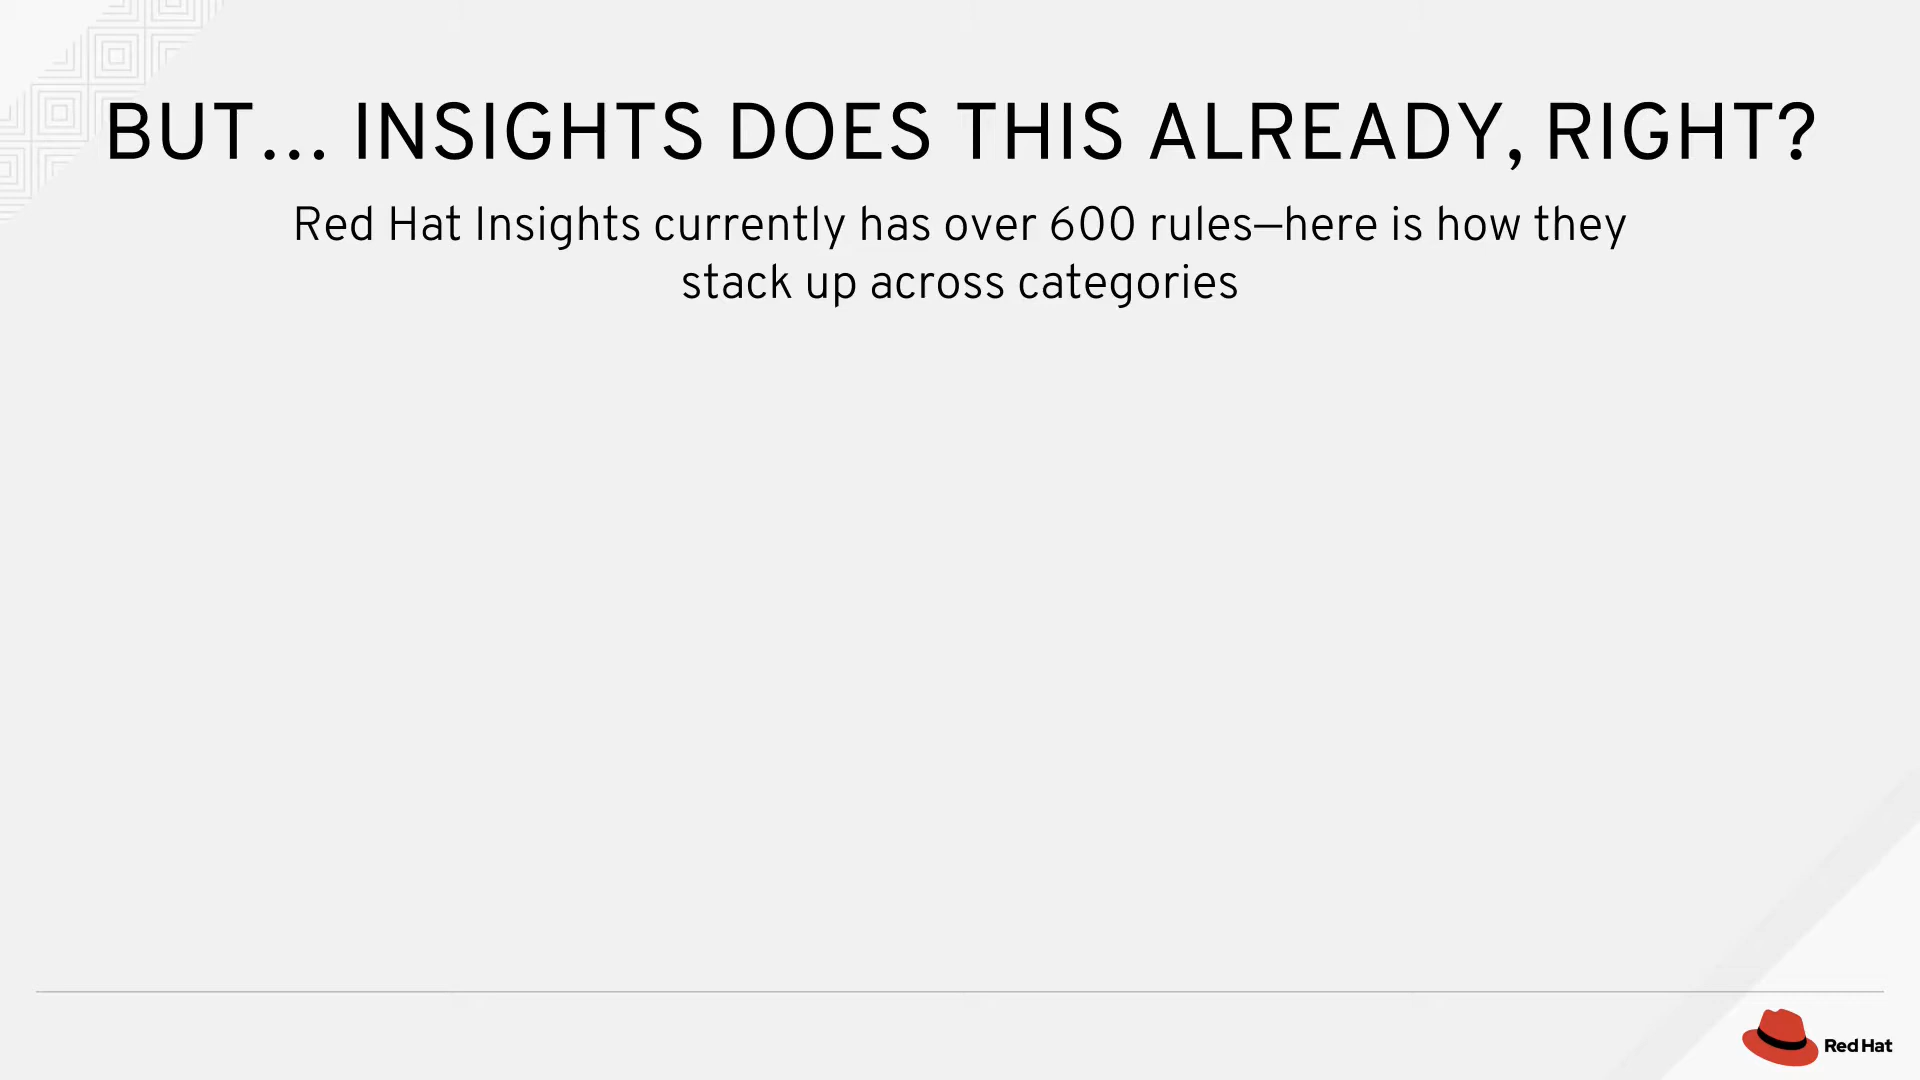 BUT... INSIGHTS DOES THIS ALREADY, RIGHT?
Red Hat Insights currently has over 600 rules—here is how they
stack up across categories
Red Hat